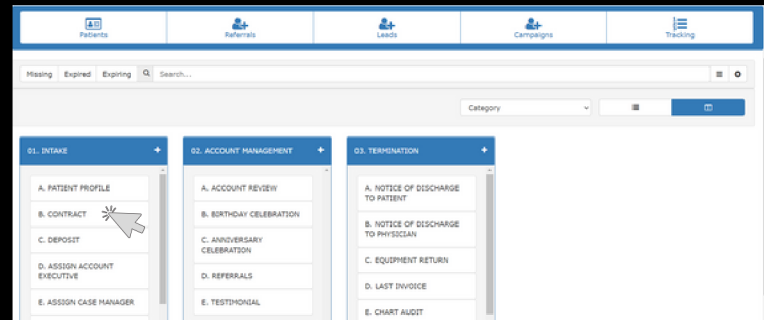 Patients
Referrals
Leads
Campaigns
Tracking
Missing Expired Expiring Search...
Category
01. INTAKE +
A. PATIENT PROFILE
B. CONTRACT
C. DEPOSIT
D. ASSIGN ACCOUNT
EXECUTIVE
E. ASSIGN CASE MANAGER
02. ACCOUNT MANAGEMENT +
A. ACCOUNT REVIEW
B. BIRTHDAY CELEBRATION
C. ANNIVERSARY
CELEBRATION
D. REFERRALS
E. TESTIMONIAL
03. TERMINATION +
A. NOTICE OF DISCHARGE
TO PATIENT
B. NOTICE OF DISCHARGE
TO PHYSICIAN
C. EQUIPMENT RETURN
D. LAST INVOICE
E. CHART AUDIT